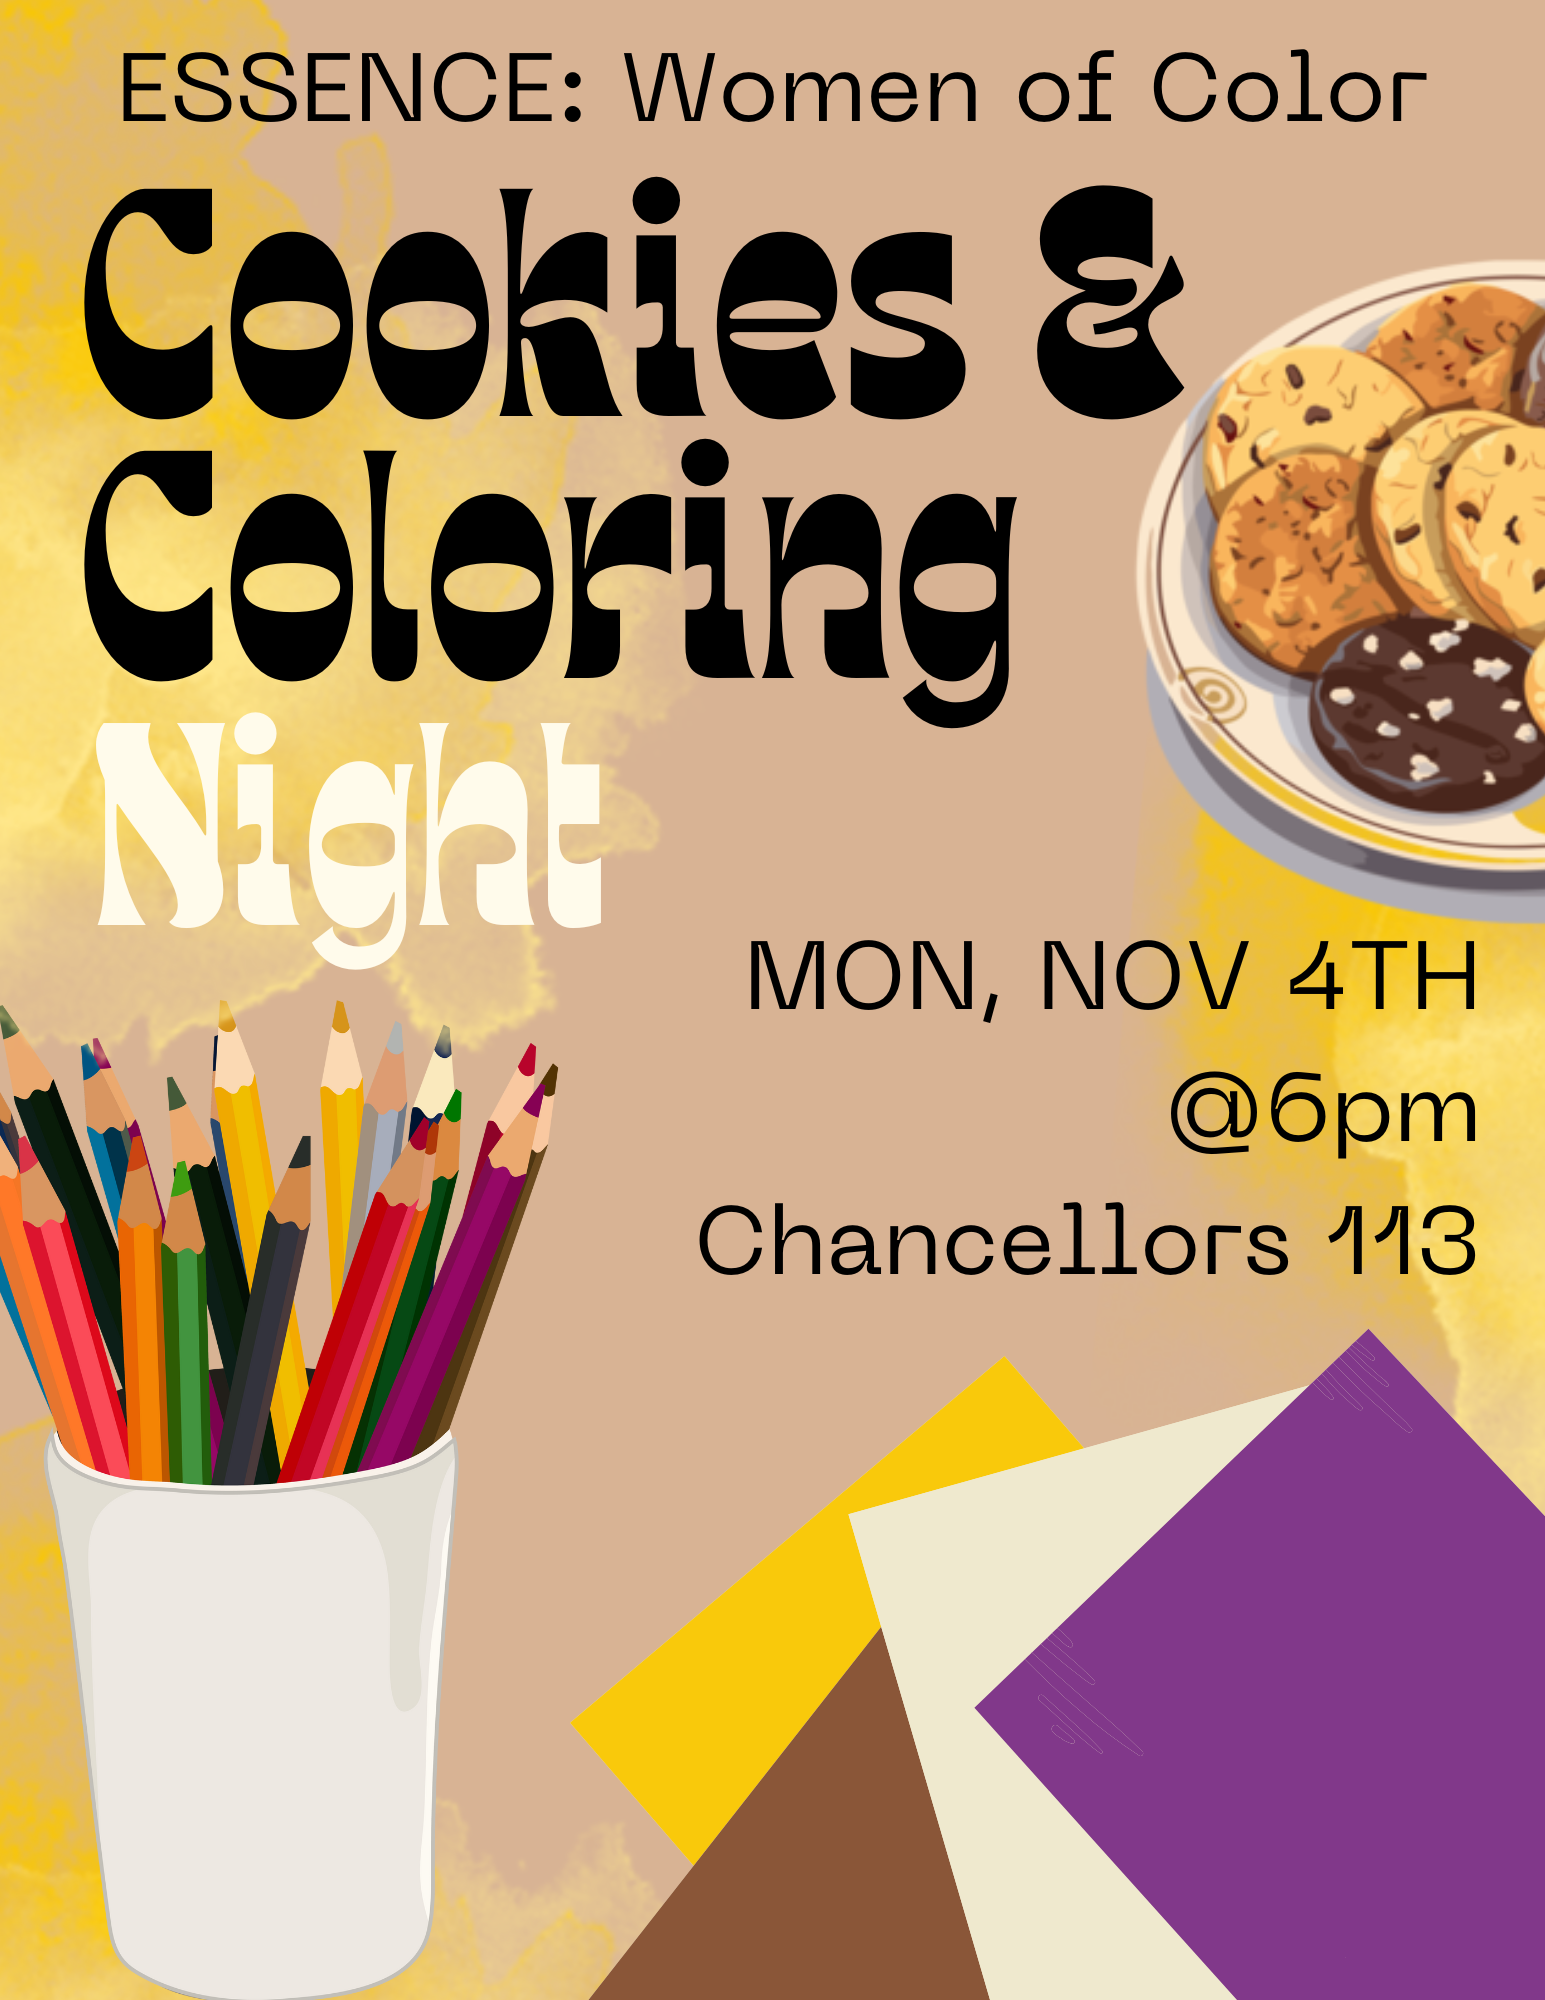 ESSENCE: Women of Color
Cookies &
Coloring
Night
MON, NOV 4TH
@6pm
Chancellors 113